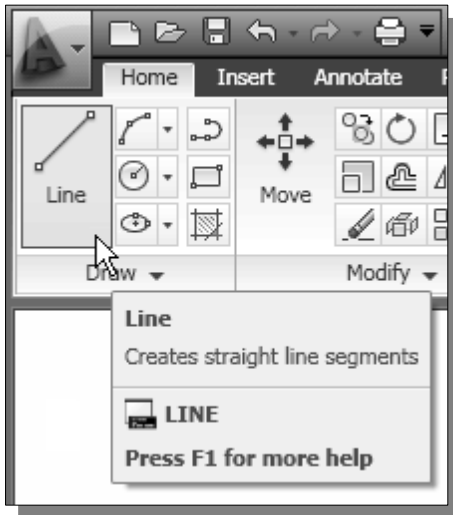 Home Insert Annotate
Line
Move
Draw
Modify
Line
Creates straight line segments
LINE
Press F1 for more help